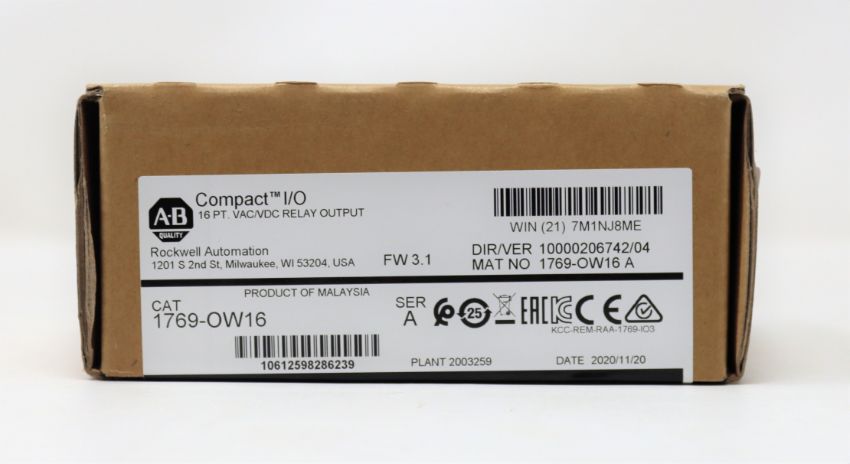 A-B
QUALITY
Compact™ I/O
16 PT. VAC/VDC RELAY OUTPUT
WIN (21) 7M1NJ8ME
Rockwell Automation
1201 S 2nd St, Milwaukee, WI 53204, USA
FW 3.1
DIR/VER 10000206742/04
MAT NO 1769-OW16 A
PRODUCT OF MALAYSIA
CAT
1769-OW16
SER
A
25
EAC
CE
KCC-REM-RAA-1769-IO3
10612598286239
PLANT 2003259
DATE 2020/11/20